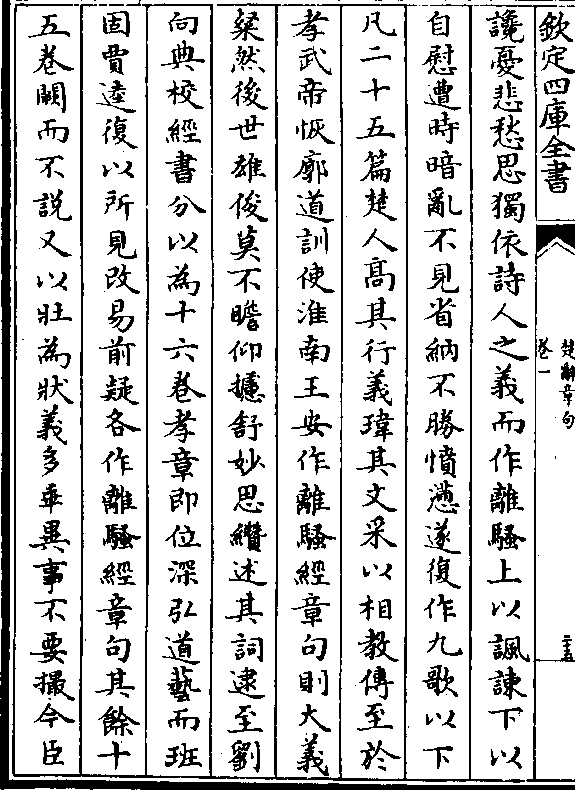 欽定四庫全書
楚辭章句
卷一
二十五
讒憂悲愁思獨依詩人之義而作離騷上以諷諫下以
自慰遭時暗亂不見省納不勝憤懣遂復作九歌以下
凡二十五篇楚人髙其行義瑋其文采以相教傳至於
孝武帝恢廓道訓使淮南王安作離騷經章句則大義
粲然後世雄俊莫不瞻仰攄舒妙思纘述其詞逮至劉
向典校經書分以為十六卷孝章即位深弘道藝而班
固賈逵復以所見改易前疑各作離騷經章句其餘十
五卷闕而不説又以壯為狀義多乖異事不要撮今臣